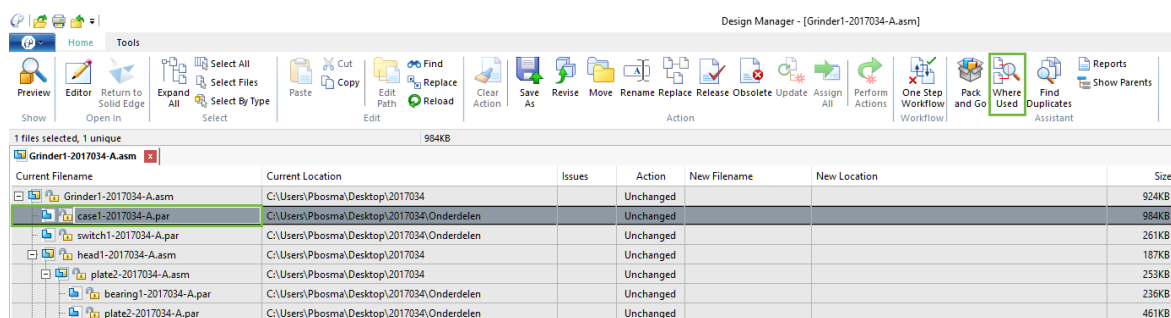 Design Manager - [Grinder1-2017034-A.asm]
Home Tools
Preview
Editor
Return to Solid Edge
Expand All
Select All
Select Files
Select By Type
Paste
Cut
Copy
Edit Path
Find
Replace
Reload
Clear Action
Save As
Revise
Move
Rename
Replace
Release
Obsolete
Update
Assign All
Perform Actions
One Step Workflow
Pack and Go
Where Used
Find Duplicates
Reports
Show Parents
Show Open In Select Edit Action Workflow Assistant
1 files selected, 1 unique 984KB
Grinder1-2017034-A.asm x
Current Filename Current Location Issues Action New Filename New Location Size
Grinder1-2017034-A.asm C:\Users\Pbosma\Desktop\2017034 Unchanged 924KB
case1-2017034-A.par C:\Users\Pbosma\Desktop\2017034\Onderdelen Unchanged 984KB
switch1-2017034-A.par C:\Users\Pbosma\Desktop\2017034\Onderdelen Unchanged 261KB
head1-2017034-A.asm C:\Users\Pbosma\Desktop\2017034 Unchanged 187KB
plate2-2017034-A.asm C:\Users\Pbosma\Desktop\2017034 Unchanged 253KB
bearing1-2017034-A.par C:\Users\Pbosma\Desktop\2017034\Onderdelen Unchanged 236KB
plate2-2017034-A.par C:\Users\Pbosma\Desktop\2017034\Onderdelen Unchanged 461KB